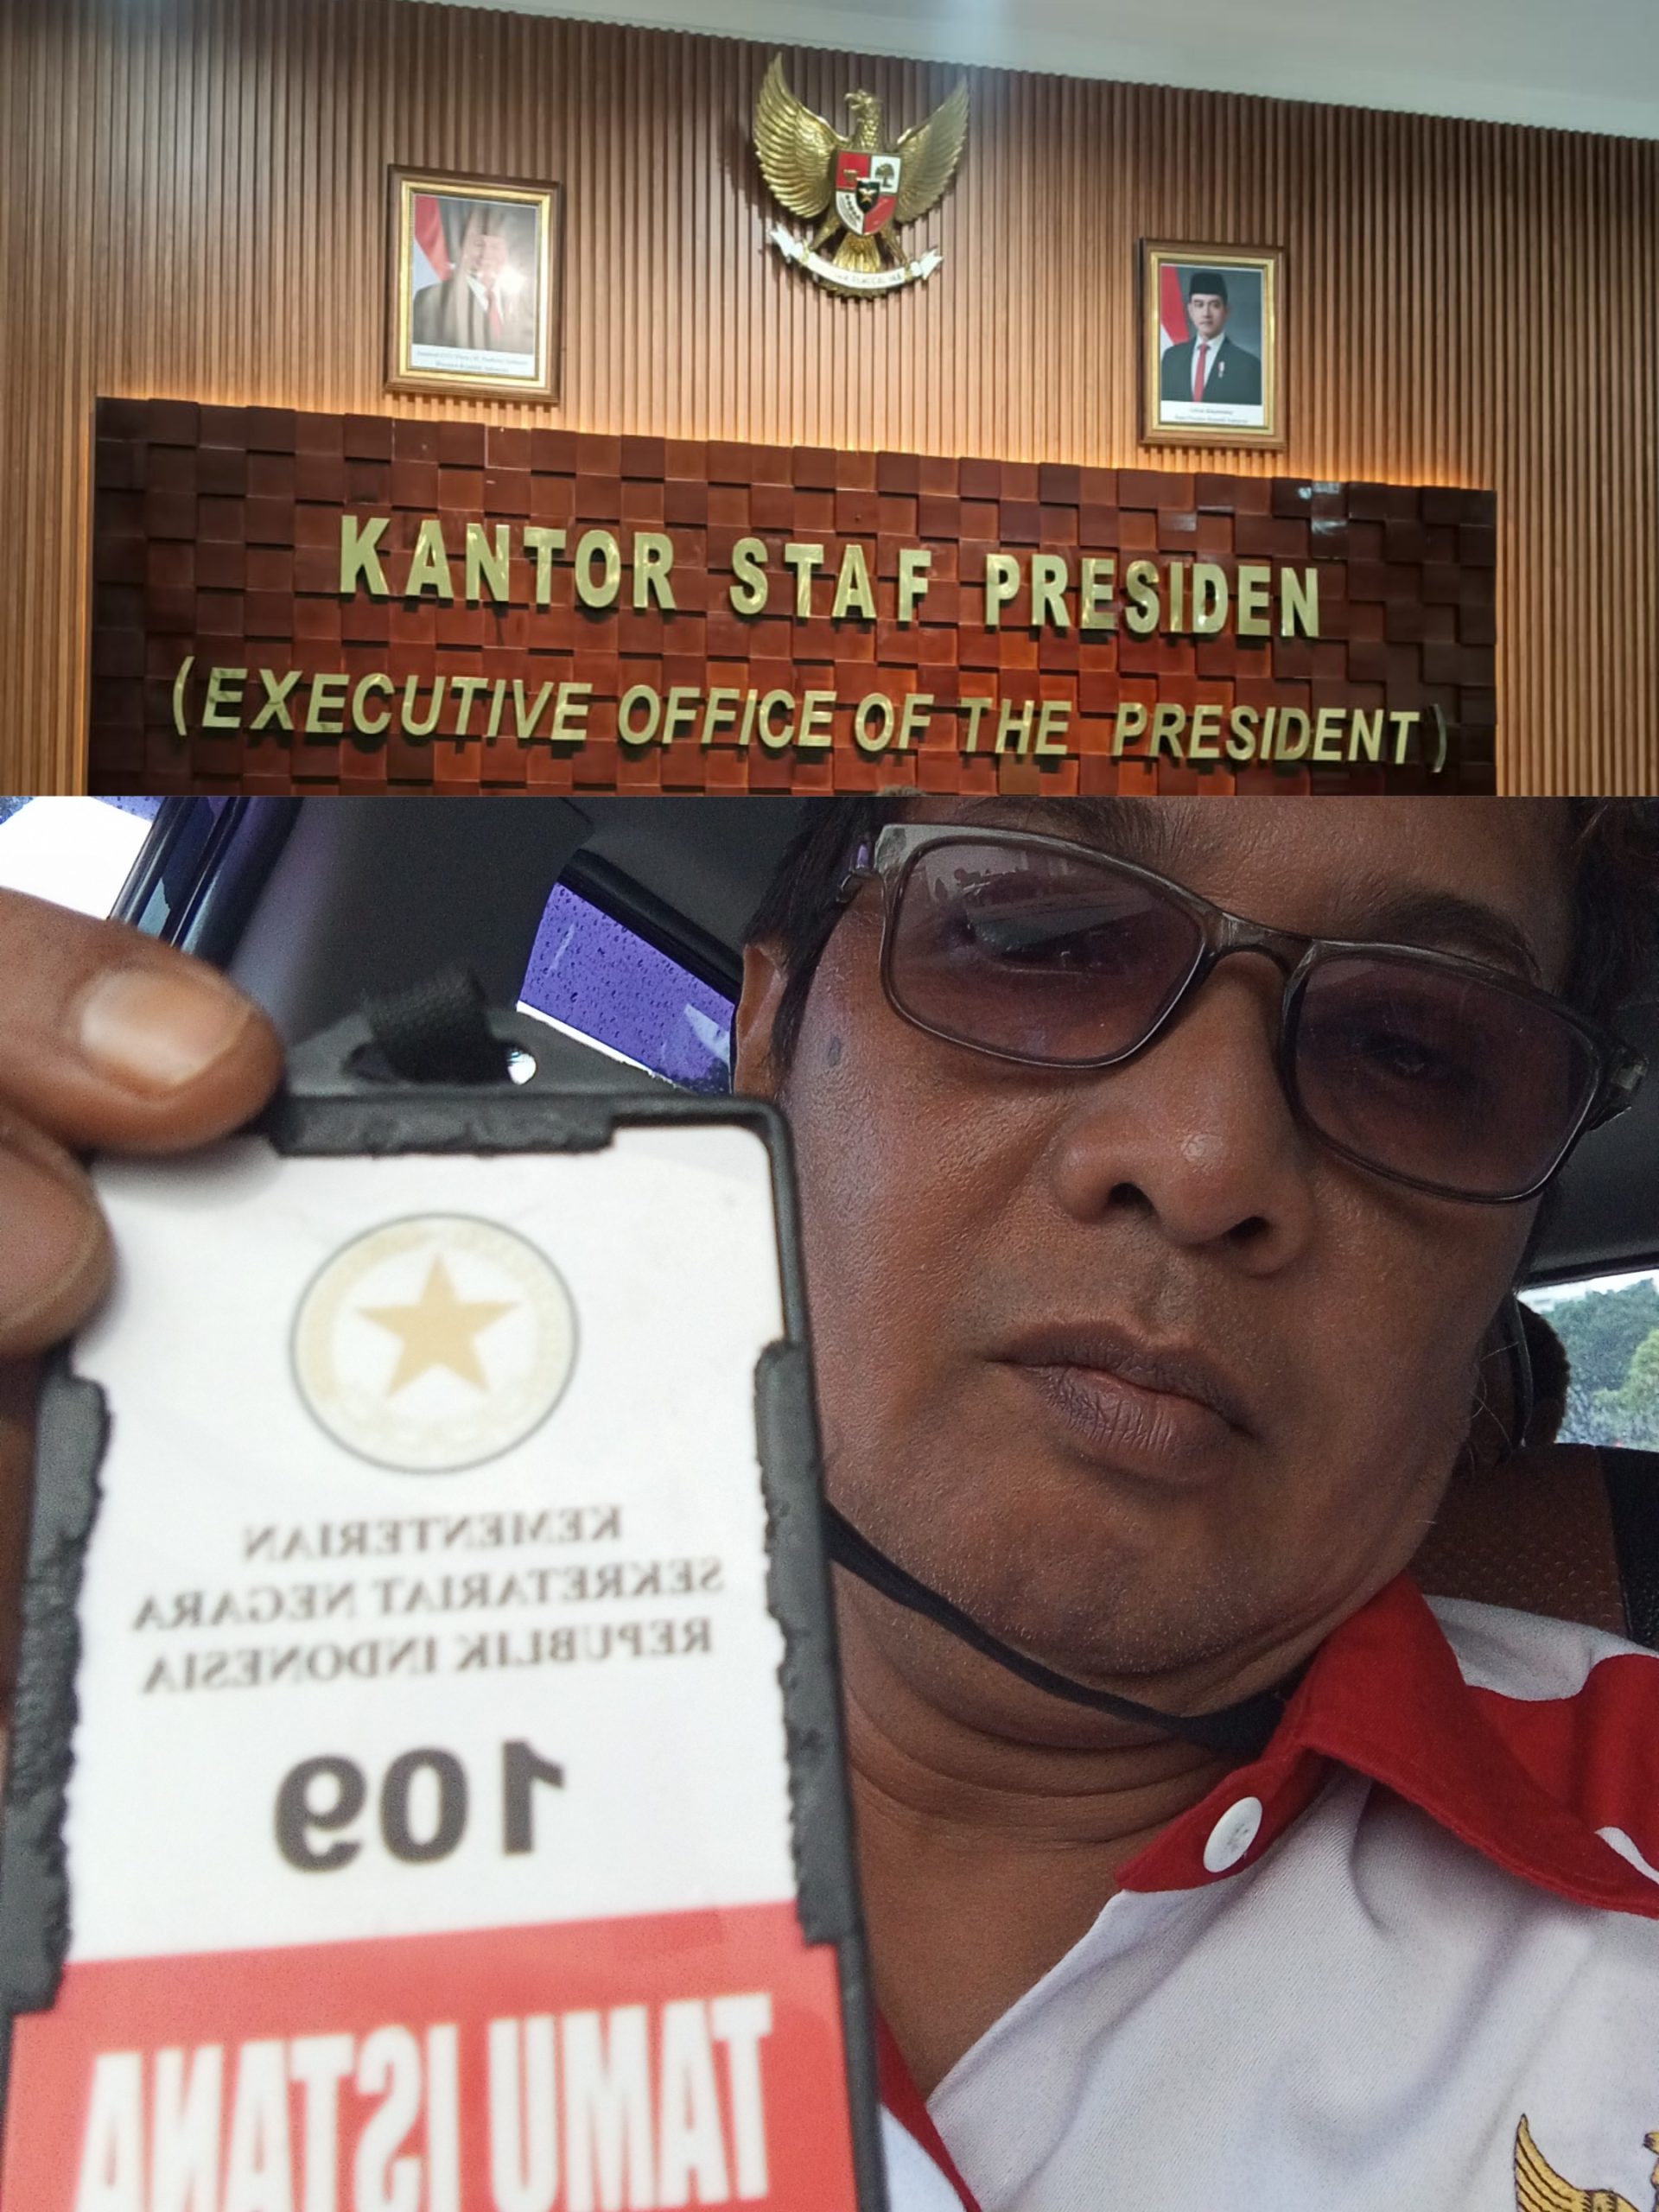 KANTOR STAF PRESIDEN
(EXECUTIVE OFFICE OF THE PRESIDENT)
KEMENTERIAN
SEKRETARIAT NEGARA
REPUBLIK INDONESIA
109
TAMU ISTANA